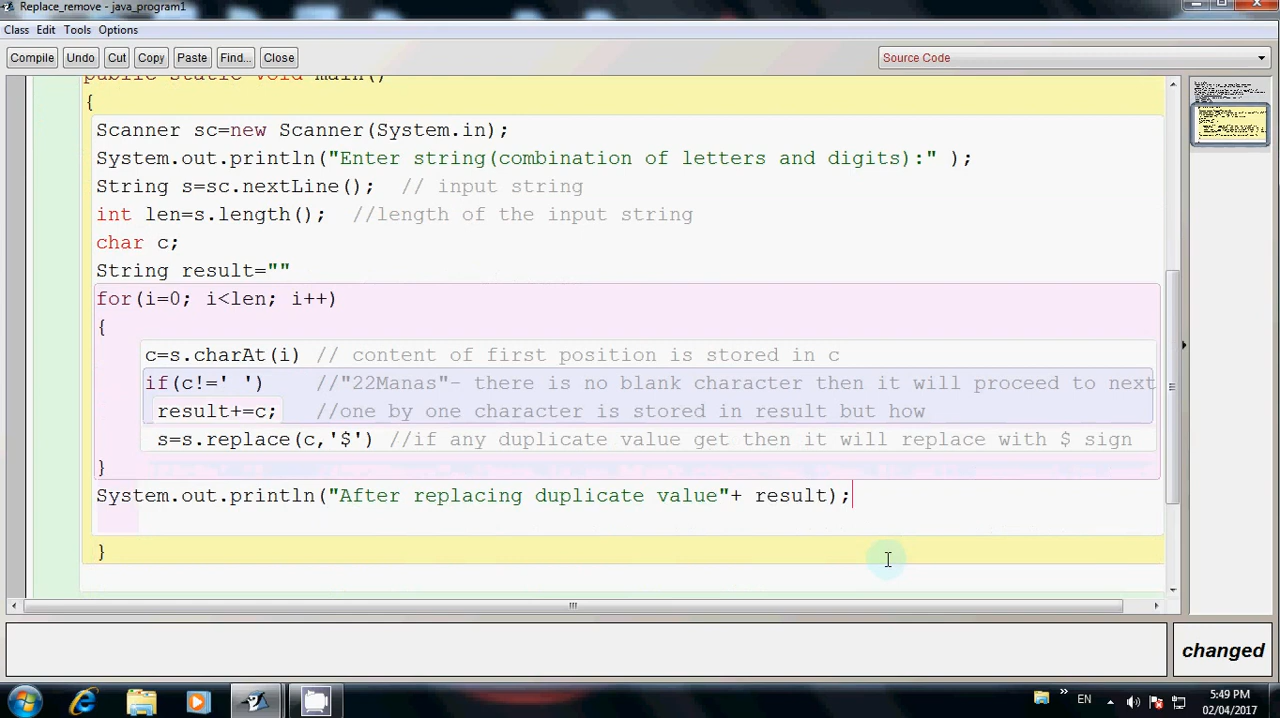 Replace_remove - java_program1
Class Edit Tools Options
Compile Undo Cut Copy Paste Find... Close Source Code
public static void main()
{
Scanner sc=new Scanner(System.in);
System.out.println("Enter string(combination of letters and digits):" );
String s=sc.nextLine(); // input string
int len=s.length(); //length of the input string
char c;
String result=""
for(i=0; i<len; i++)
{
c=s.charAt(i) // content of first position is stored in c
if(c!=' ') //"22Manas"- there is no blank character then it will proceed to next
result+=c; //one by one character is stored in result but how
s=s.replace(c,'$') //if any duplicate value get then it will replace with $ sign
}
System.out.println("After replacing duplicate value"+ result);
}
changed
EN
5:49 PM
02/04/2017